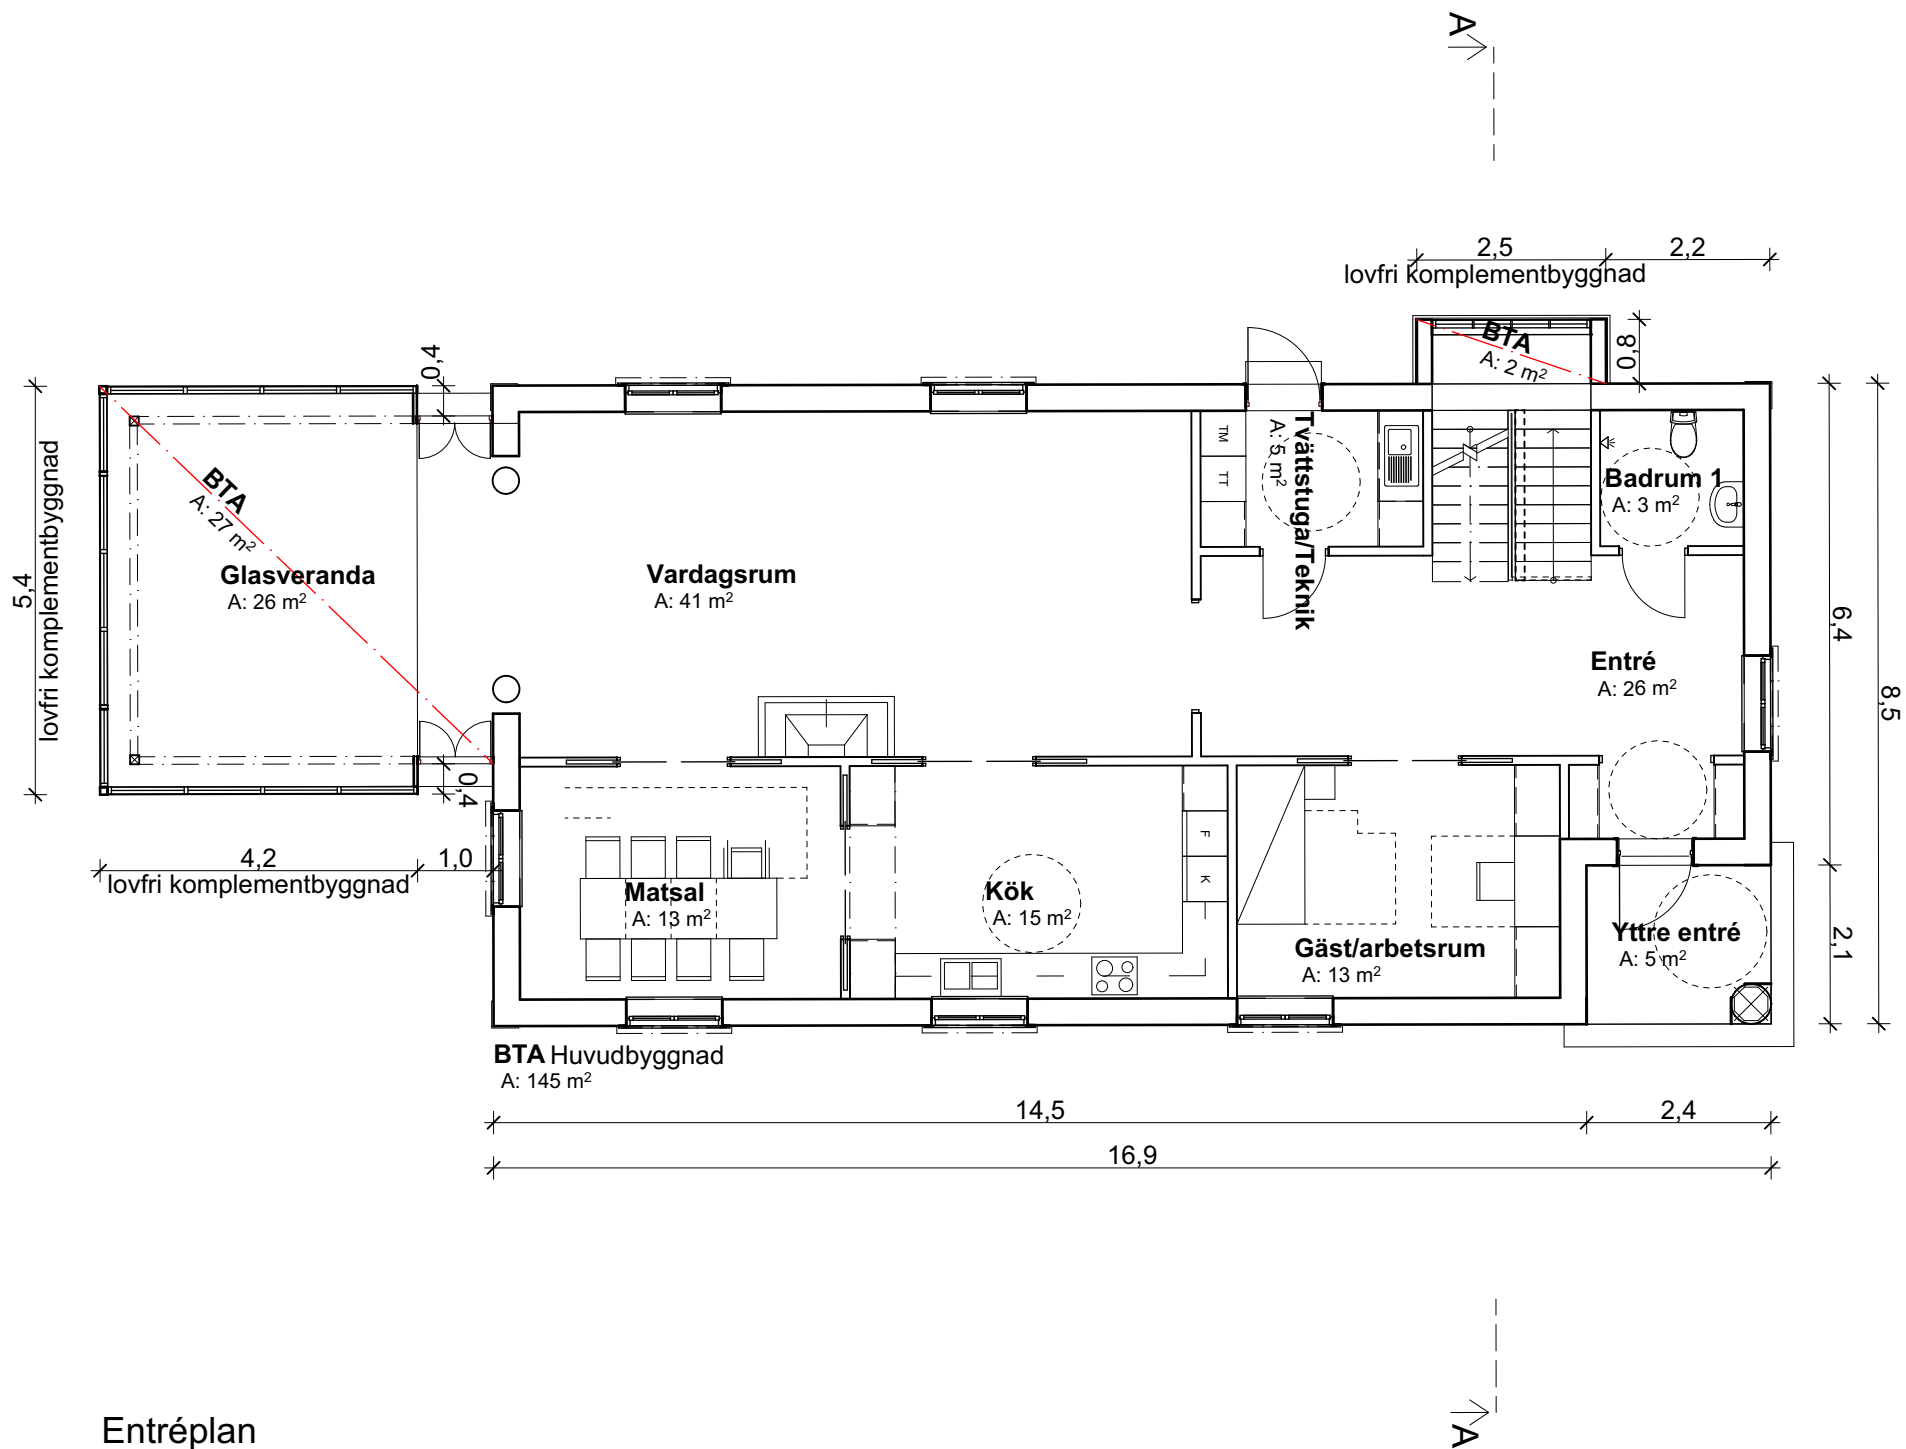 A
2,5
2,2
lovfri komplementbyggnad
0,8
BTA
A: 2 m²
0,4
5,4
lovfri komplementbyggnad
BTA
A: 27 m²
Glasveranda
A: 26 m²
Vardagsrum
A: 41 m²
TM
TT
Tvättstuga/Teknik
A: 5 m²
Badrum 1
A: 3 m²
Entré
A: 26 m²
6,4
8,5
0,4
4,2
1,0
lovfri komplementbyggnad
Matsal
A: 13 m²
Kök
A: 15 m²
F
K
Gäst/arbetsrum
A: 13 m²
Yttre entré
A: 5 m²
2,1
BTA Huvudbyggnad
A: 145 m²
14,5
2,4
16,9
Entréplan
A